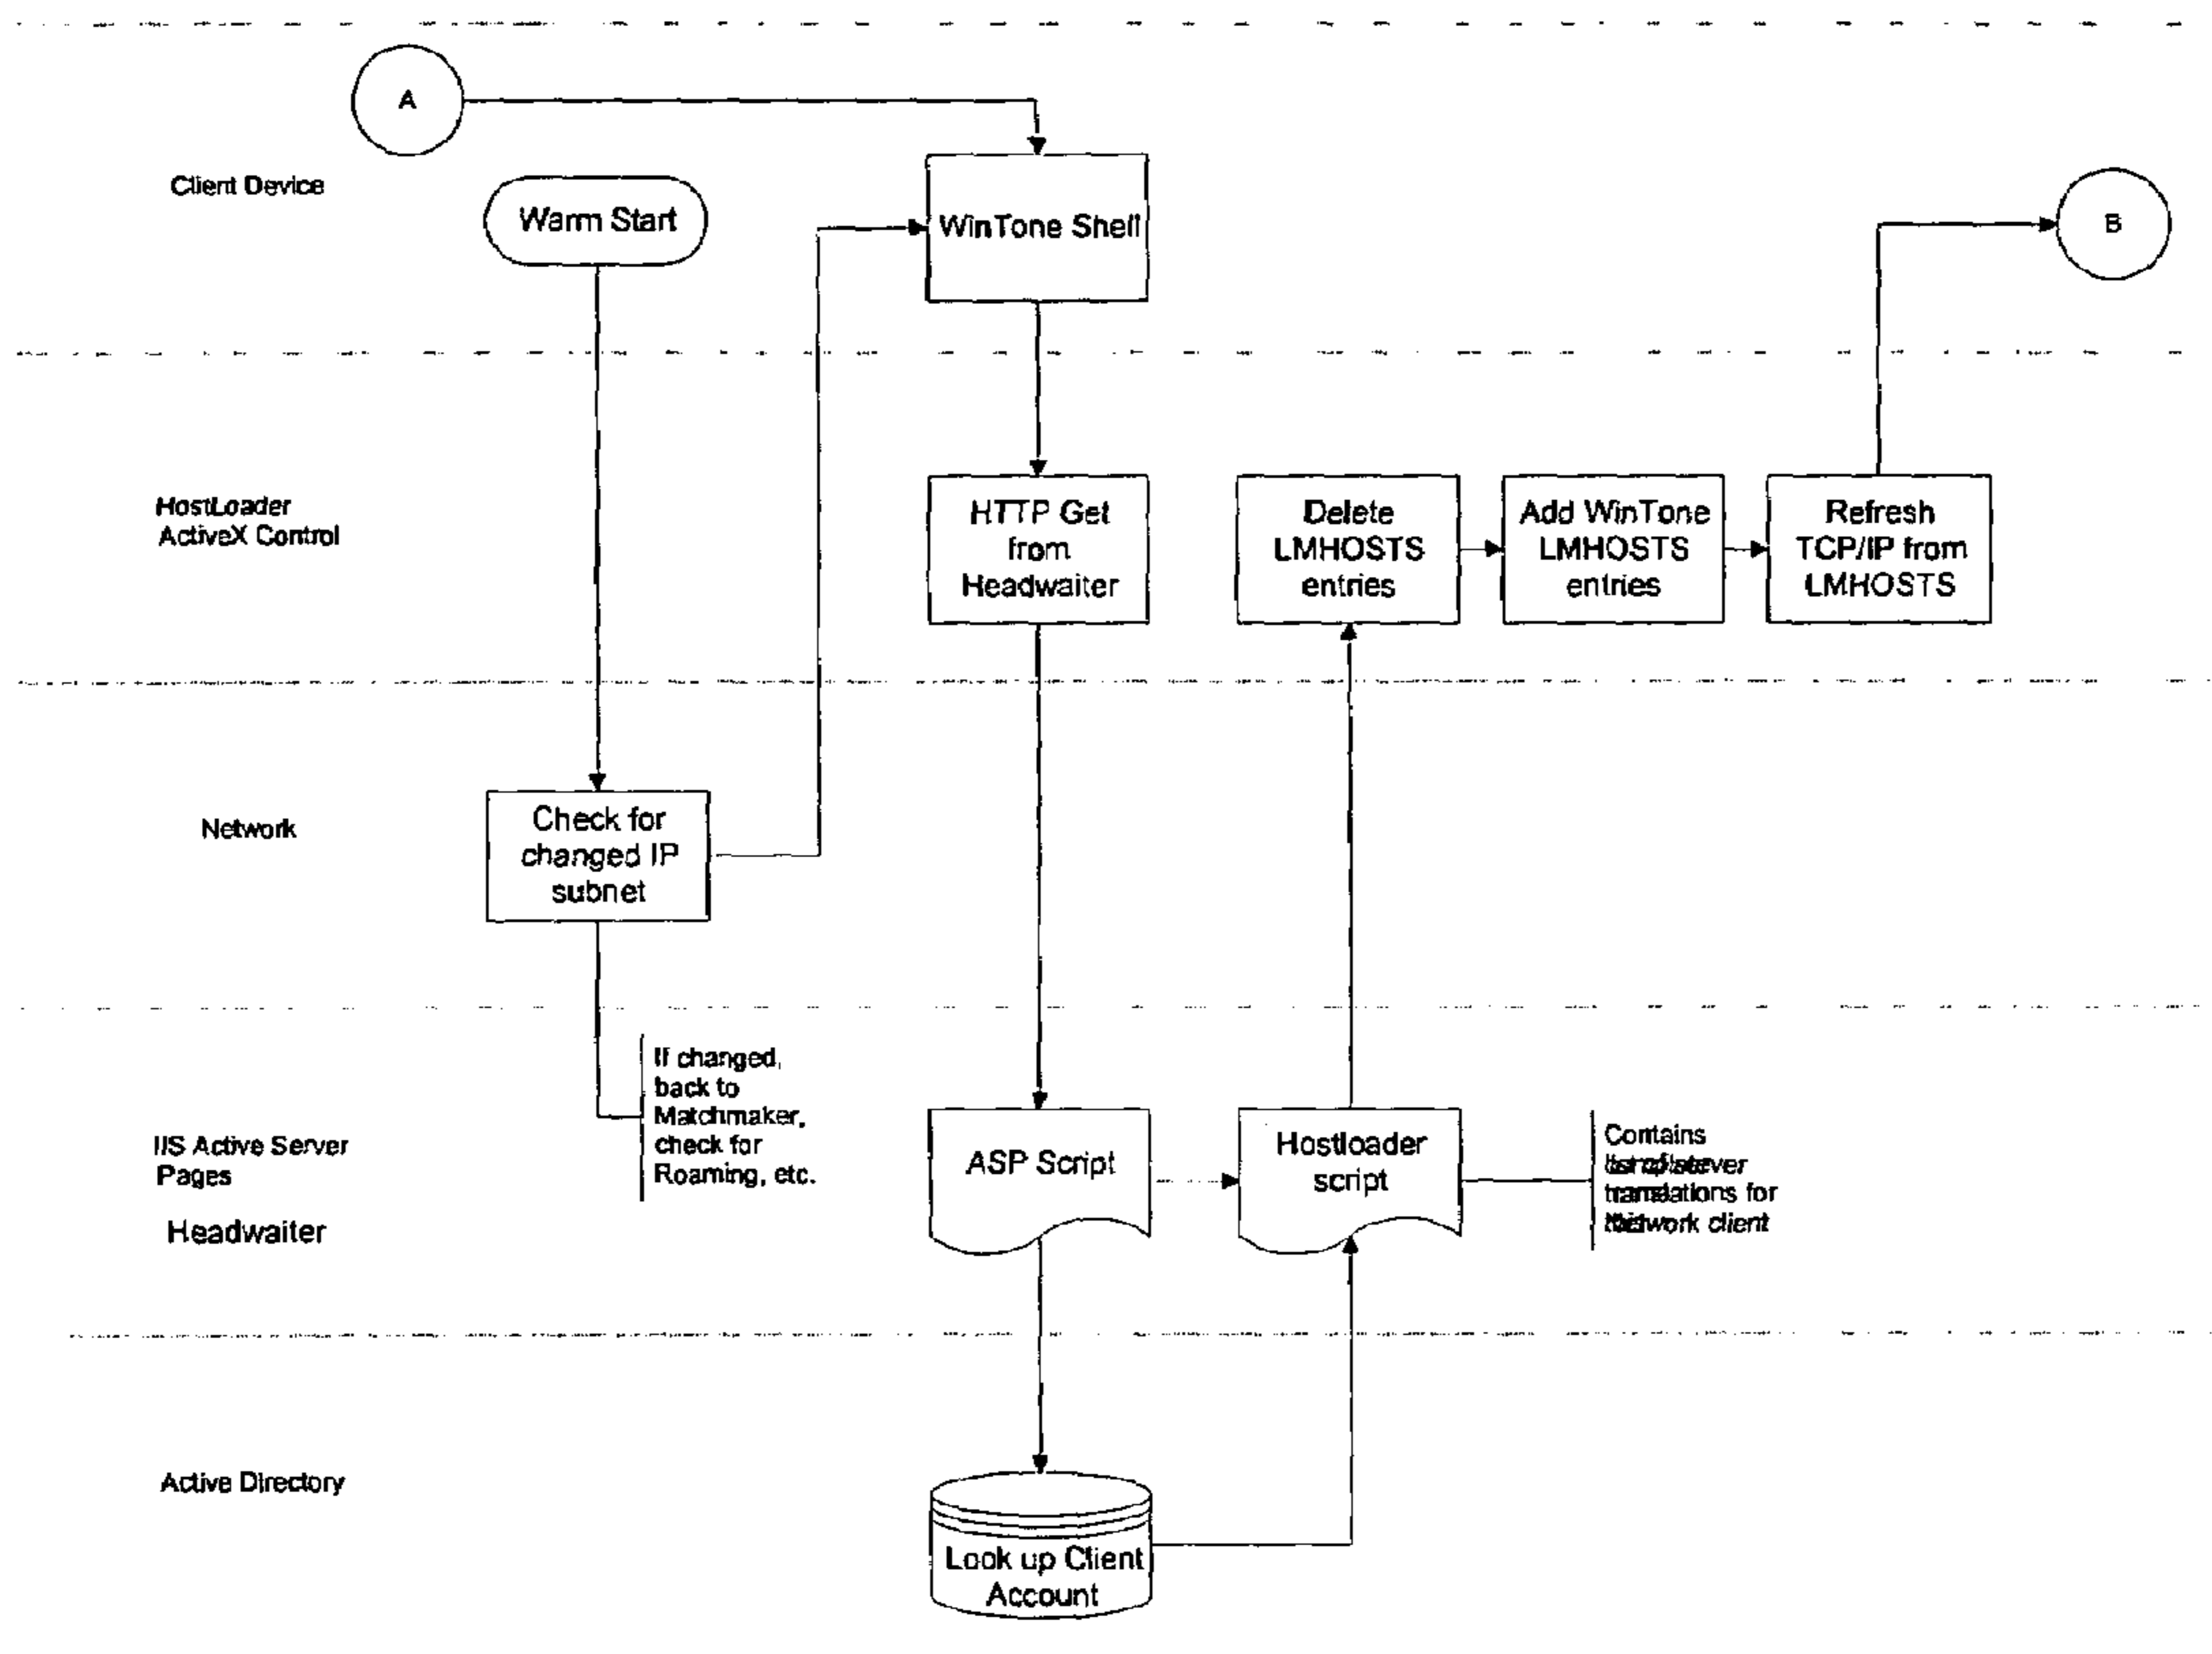 A
Client Device
Warm Start
WinTone Shell
B
HostLoader
ActiveX Control
HTTP Get
from
Headwaiter
Delete
LMHOSTS
entries
Add WinTone
LMHOSTS
entries
Refresh
TCP/IP from
LMHOSTS
Network
Check for
changed IP
subnet
If changed,
back to
Matchmaker,
check for
Roaming, etc.
IIS Active Server
Pages
Headwaiter
ASP Script
Hostloader
script
Contains
server
for
client
Active Directory
Look up Client
Account